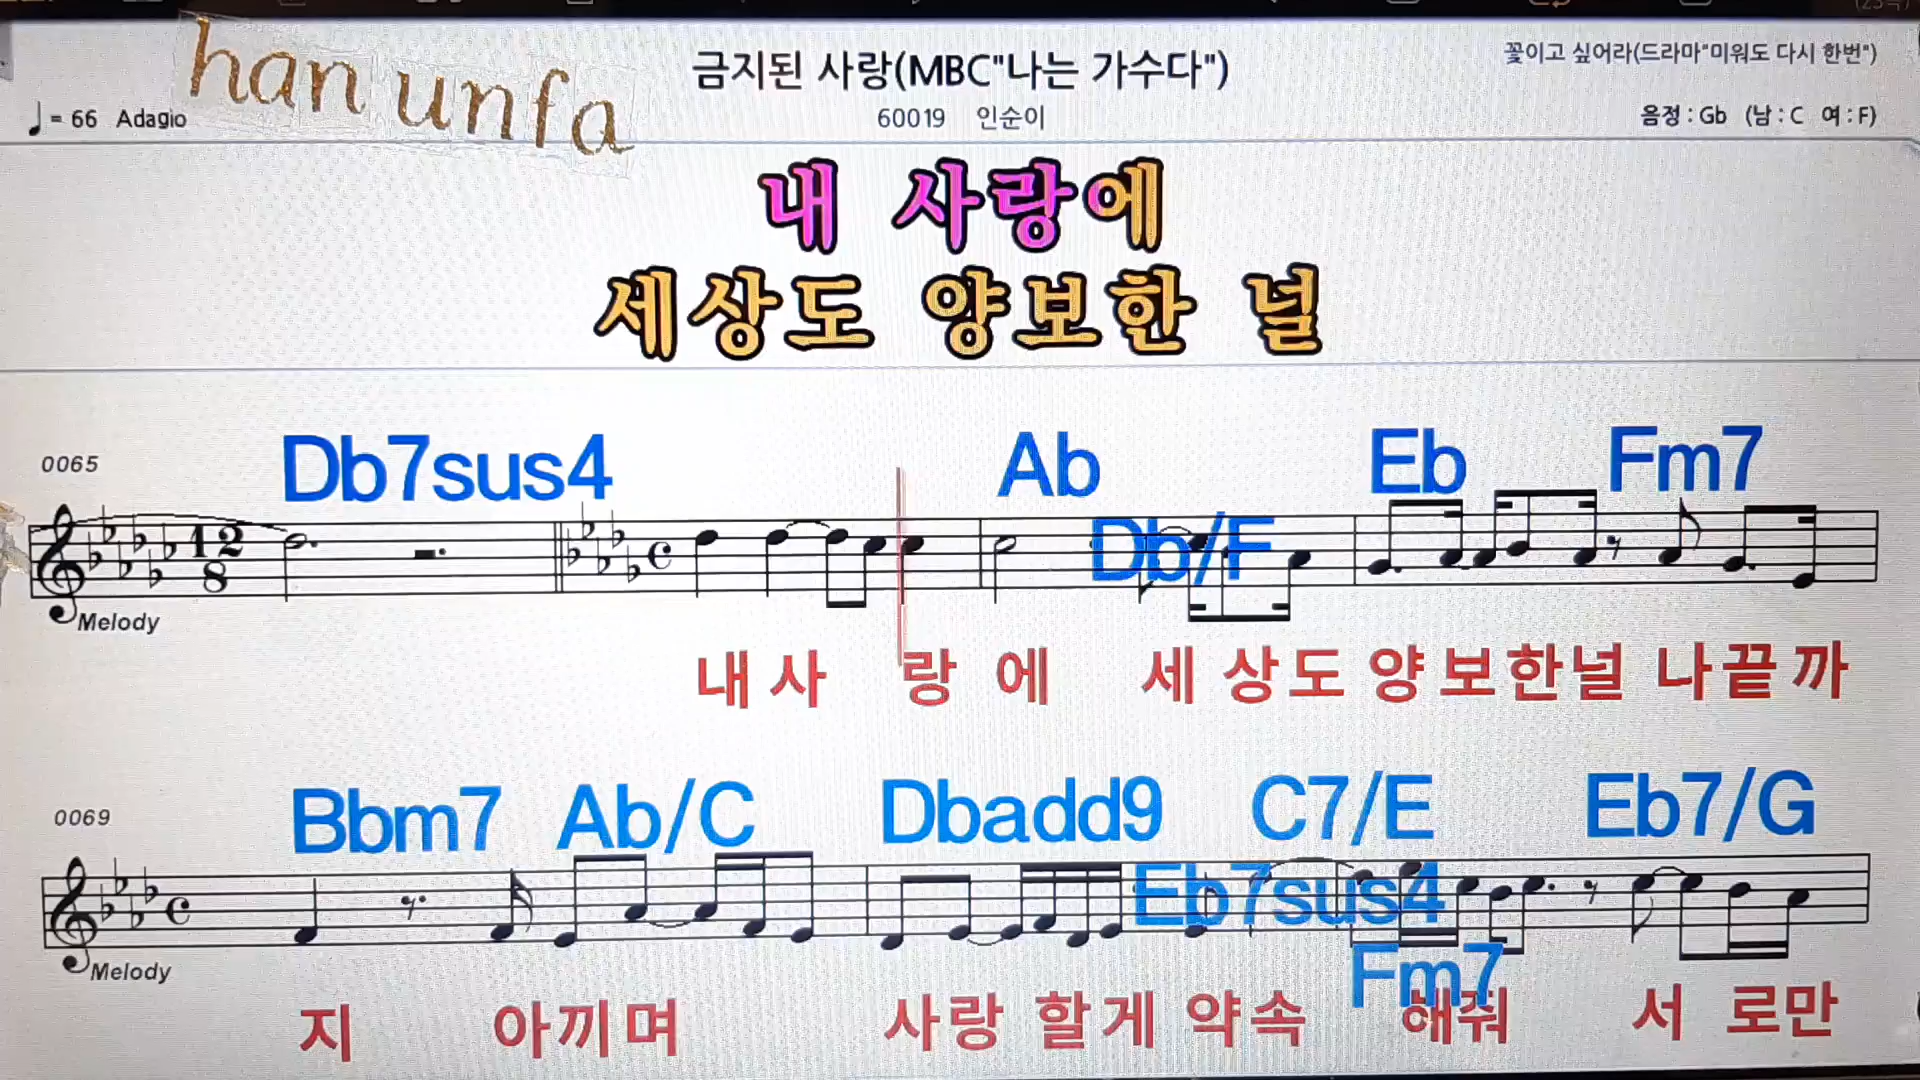 han unfa
금지된 사랑(MBC"나는 가수다")
꽃이고 싶어라(드라마"미워도 다시 한번")
♩= 66 Adagio
60019 인순이
음정 : Gb (남 : C 여 : F)
내 사랑에
세상도 양보한 널
0065
Db7sus4 Ab Eb Fm7
Db/F
12
8
Melody
내 사 랑 에 세 상 도 양 보 한 널 나 끝 까
0069
Bbm7 Ab/C Dbadd9 C7/E Eb7/G
Eb7sus4
Fm7
Melody
지 아 끼 며 사 랑 할 게 약 속 해 줘 서 로 만